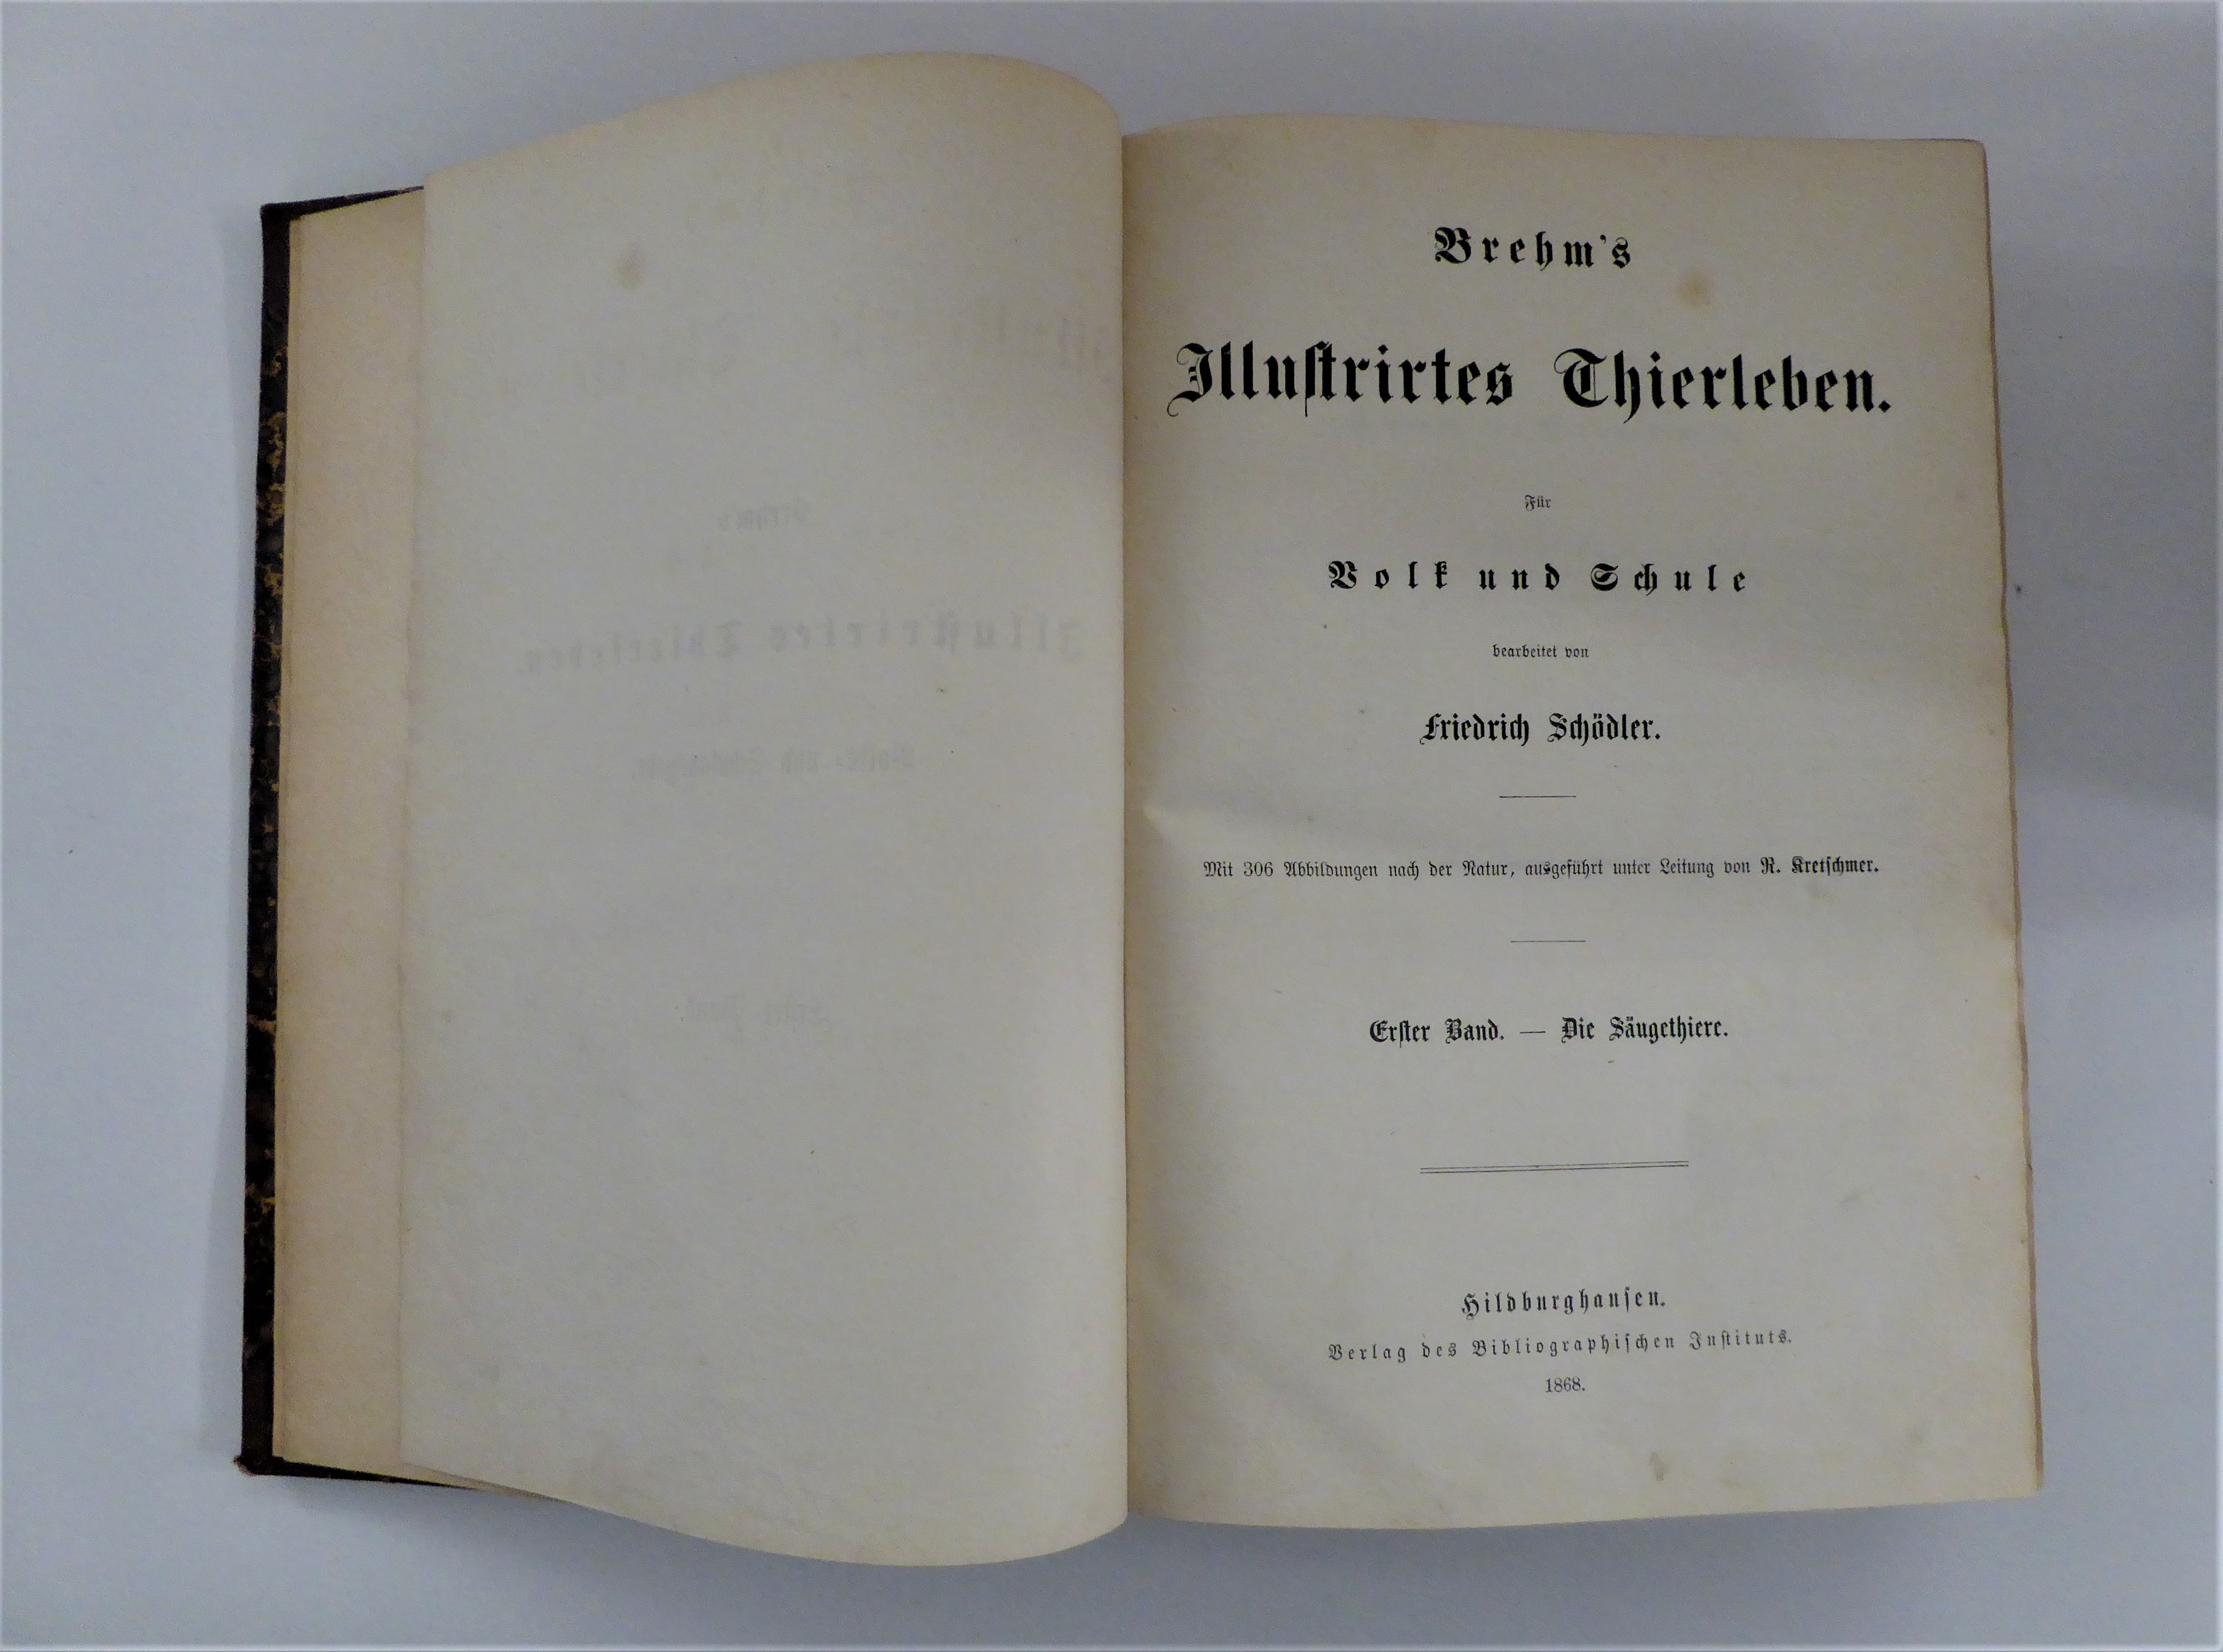 Brehm's
Illuſtrirtes Thierleben.
Für
Volk und Schule
bearbeitet von
Friedrich Schödler.
Mit 306 Abbildungen nach der Natur, ausgeführt unter Leitung von R. Kretſchmer.
Erſter Band. — Die Säugethiere.
Hildburghauſen.
Verlag des Bibliographiſchen Inſtituts.
1868.